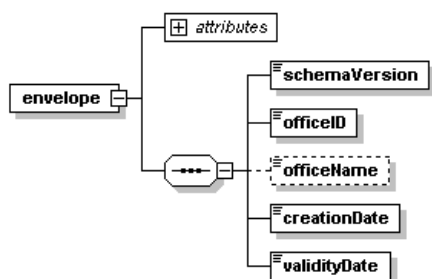 attributes
schemaVersion
envelope
officeID
officeName
creationDate
validityDate